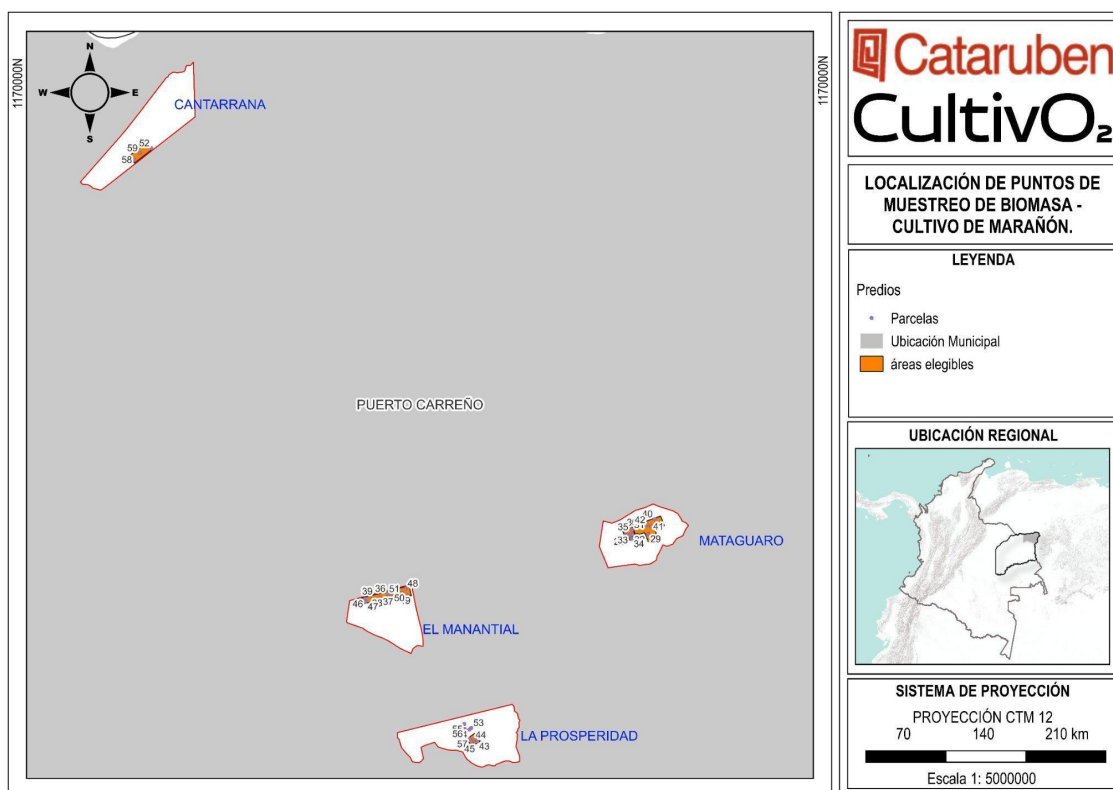 1170000N
1170000N
N
W
E
S
CANTARRANA
59 52
58
PUERTO CARREÑO
40
42
35
41
33
34
29
MATAGUARO
48
39 36 51
46
47
37 50
EL MANANTIAL
53
56
44
57
45
43
LA PROSPERIDAD
Cataruben
CultivO₂
LOCALIZACIÓN DE PUNTOS DE
MUESTREO DE BIOMASA -
CULTIVO DE MARAÑÓN.
LEYENDA
Predios
Parcelas
Ubicación Municipal
áreas elegibles
UBICACIÓN REGIONAL
SISTEMA DE PROYECCIÓN
PROYECCIÓN CTM 12
70 140 210 km
Escala 1: 5000000